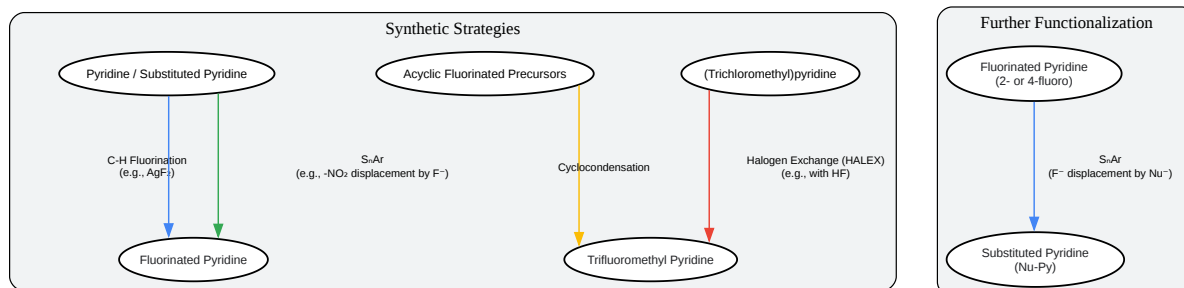 Synthetic Strategies
Further Functionalization
Pyridine / Substituted Pyridine
Acyclic Fluorinated Precursors
(Trichloromethyl)pyridine
Fluorinated Pyridine
(2- or 4-fluoro)
C-H Fluorination
(e.g., AgF₂)
SₙAr
(e.g., -NO₂ displacement by F⁻)
Cyclocondensation
Halogen Exchange (HALEX)
(e.g., with HF)
SₙAr
(F⁻ displacement by Nu⁻)
Fluorinated Pyridine
Trifluoromethyl Pyridine
Substituted Pyridine
(Nu-Py)